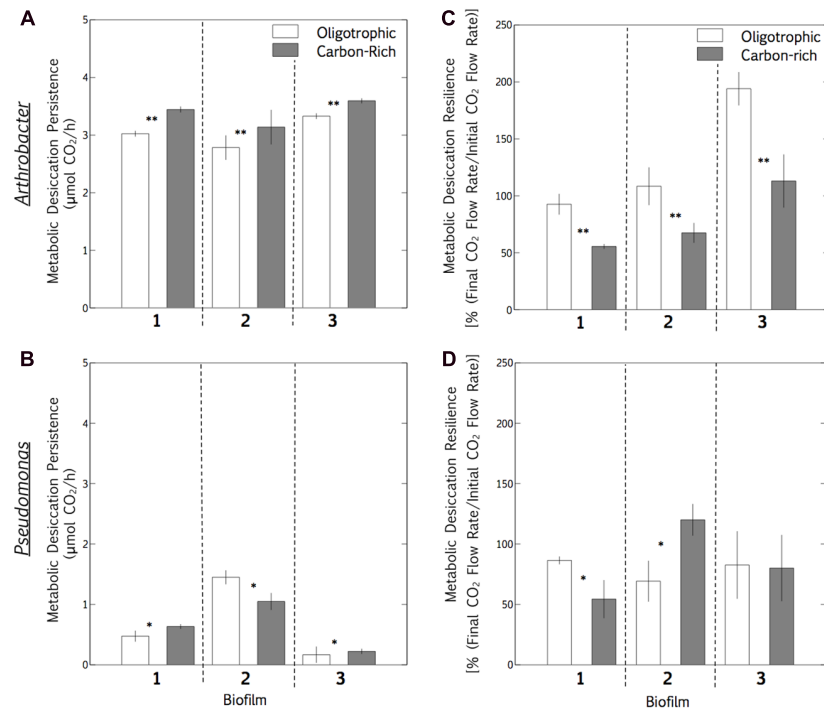 A
Arthrobacter
Metabolic Desiccation Persistence
(µmol CO₂/h)
5
4
3
2
1
0
Oligotrophic
Carbon-Rich
**
**
**
1
2
3
C
Metabolic Desiccation Resilience
[% (Final CO₂ Flow Rate/Initial CO₂ Flow Rate)]
250
200
150
100
50
0
Oligotrophic
Carbon-rich
**
**
**
1
2
3
B
Pseudomonas
Metabolic Desiccation Persistence
(µmol CO₂/h)
5
4
3
2
1
0
*
*
*
1
2
3
Biofilm
D
Metabolic Desiccation Resilience
[% (Final CO₂ Flow Rate/Initial CO₂ Flow Rate)]
250
200
150
100
50
0
*
*
1
2
3
Biofilm